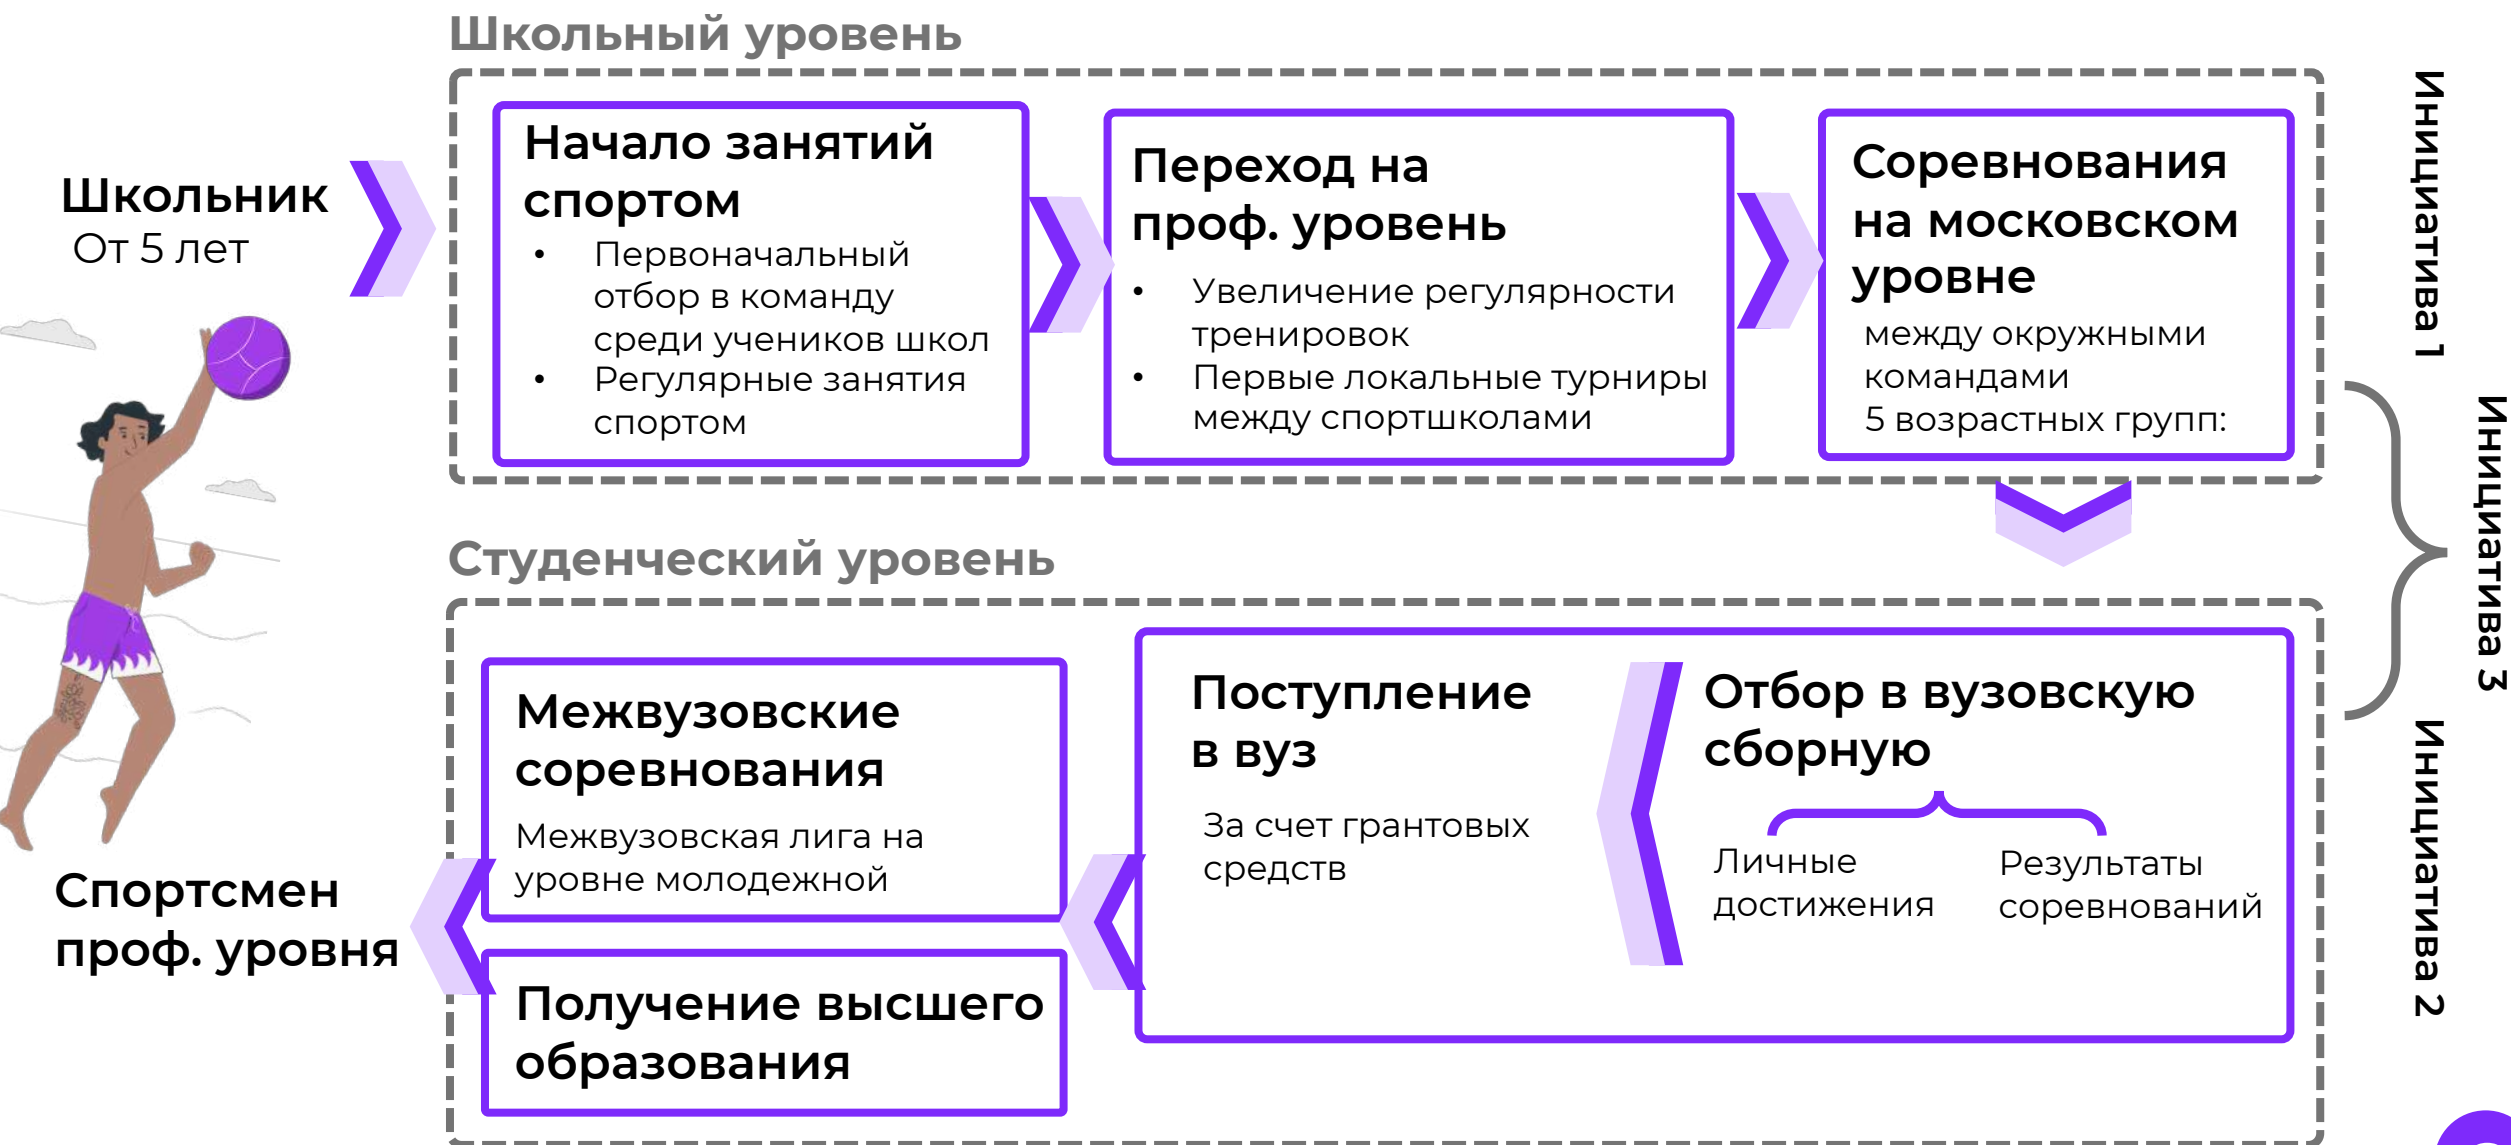 Школьный уровень
Школьник
От 5 лет
Начало занятий
спортом
• Первоначальный
отбор в команду
среди учеников школ
• Регулярные занятия
спортом
Переход на
проф. уровень
• Увеличение регулярности
тренировок
• Первые локальные турниры
между спортшколами
Соревнования
на московском
уровне
между окружными
командами
5 возрастных групп:
Инициатива 1
Инициатива 3
Студенческий уровень
Отбор в вузовскую
сборную
Личные
достижения
Результаты
соревнований
Поступление
в вуз
За счет грантовых
средств
Межвузовские
соревнования
Межвузовская лига на
уровне молодежной
Получение высшего
образования
Инициатива 2
Спортсмен
проф. уровня